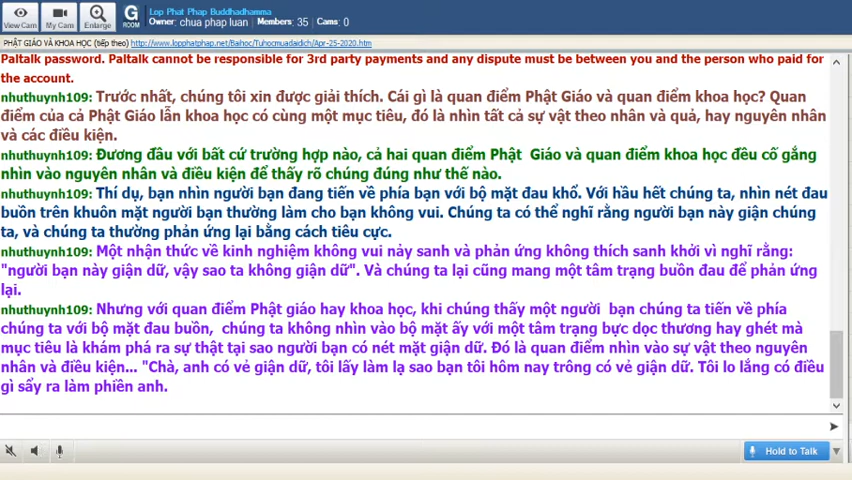 Lop Phat Phap Buddhadhamma
Owner: chua phap luan Members: 35 Cams: 0
View Cam
My Cam
Enlarge
G
ROOM
PHẬT GIÁO VÀ KHOA HỌC (tiếp theo) http://www.lopphatphap.net/Baihoc/Tuhocmuadaidich/Apr-25-2020.htm
Paltalk password. Paltalk cannot be responsible for 3rd party payments and any dispute must be between you and the person who paid for
the account.
nhuthuynh109: Trước nhất, chúng tôi xin được giải thích. Cái gì là quan điểm Phật Giáo và quan điểm khoa học? Quan
điểm của cả Phật Giáo lẫn khoa học có cùng một mục tiêu, đó là nhìn tất cả sự vật theo nhân và quả, hay nguyên nhân
và các điều kiện.
nhuthuynh109: Đương đầu với bất cứ trường hợp nào, cả hai quan điểm Phật Giáo và quan điểm khoa học đều cố gắng
nhìn vào nguyên nhân và điều kiện để thấy rõ chúng đúng như thế nào.
nhuthuynh109: Thí dụ, bạn nhìn người bạn đang tiến về phía bạn với bộ mặt đau khổ. Với hầu hết chúng ta, nhìn nét đau
buồn trên khuôn mặt người bạn thường làm cho bạn không vui. Chúng ta có thể nghĩ rằng người bạn này giận chúng
ta, và chúng ta thường phản ứng lại bằng cách tiêu cực.
nhuthuynh109: Một nhận thức về kinh nghiệm không vui nảy sanh và phản ứng không thích sanh khởi vì nghĩ rằng:
"người bạn này giận dữ, vậy sao ta không giận dữ". Và chúng ta lại cũng mang một tâm trạng buồn đau để phản ứng
lại.
nhuthuynh109: Nhưng với quan điểm Phật giáo hay khoa học, khi chúng thấy một người bạn chúng ta tiến về phía
chúng ta với bộ mặt đau buồn, chúng ta không nhìn vào bộ mặt ấy với một tâm trạng bực dọc thương hay ghét mà
mục tiêu là khám phá ra sự thật tại sao người bạn có nét mặt giận dữ. Đó là quan điểm nhìn vào sự vật theo nguyên
nhân và điều kiện... "Chà, anh có vẻ giận dữ, tôi lấy làm lạ sao bạn tôi hôm nay trông có vẻ giận dữ. Tôi lo lắng có điều
gì sẩy ra làm phiền anh.
Hold to Talk